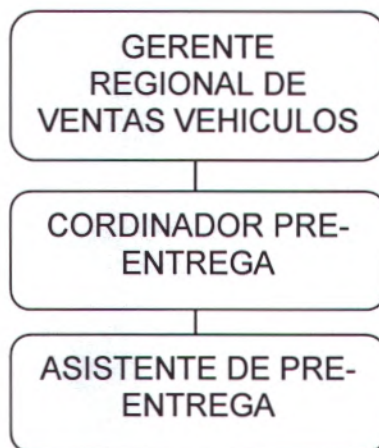 GERENTE
REGIONAL DE
VENTAS VEHICULOS
CORDINADOR PRE-
ENTREGA
ASISTENTE DE PRE-
ENTREGA